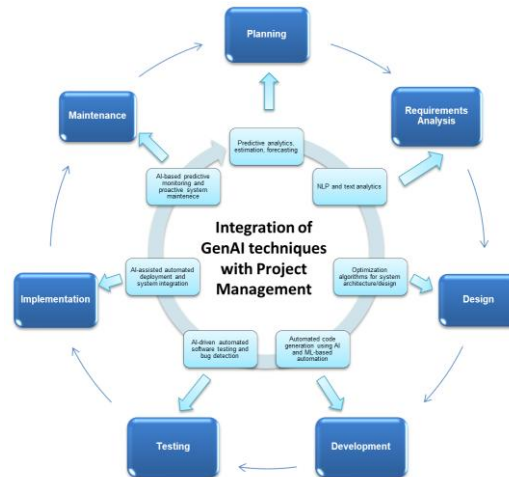 Planning
Requirements
Analysis
Design
Development
Testing
Implementation
Maintenance
Predictive analytics,
estimation, forecasting
NLP and text analytics
Optimization
algorithms for system
architecture/design
Automated code
generation using AI
and ML-based
automation
AI-driven automated
software testing and
bug detection
AI-assisted automated
deployment and
system integration
AI-based predictive
monitoring and
proactive system
maintenece
Integration of
GenAI techniques
with Project
Management